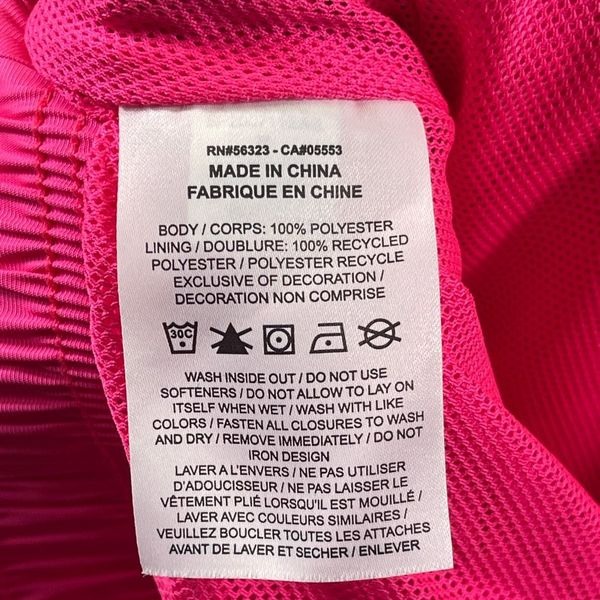 RN#56323 - CA#05553
MADE IN CHINA
FABRIQUE EN CHINE
BODY / CORPS: 100% POLYESTER
LINING / DOUBLURE: 100% RECYCLED
POLYESTER / POLYESTER RECYCLE
EXCLUSIVE OF DECORATION /
DECORATION NON COMPRISE
30C
WASH INSIDE OUT / DO NOT USE
SOFTENERS / DO NOT ALLOW TO LAY ON
ITSELF WHEN WET / WASH WITH LIKE
COLORS / FASTEN ALL CLOSURES TO WASH
AND DRY / REMOVE IMMEDIATELY / DO NOT
IRON DESIGN
LAVER A L'ENVERS / NE PAS UTILISER
D'ADOUCISSEUR / NE PAS LAISSER LE
VÊTEMENT PLIÉ LORSQU'IL EST MOUILLÉ /
LAVER AVEC COULEURS SIMILAIRES /
VEUILLEZ BOUCLER TOUTES LES ATTACHES
AVANT DE LAVER ET SECHER / ENLEVER